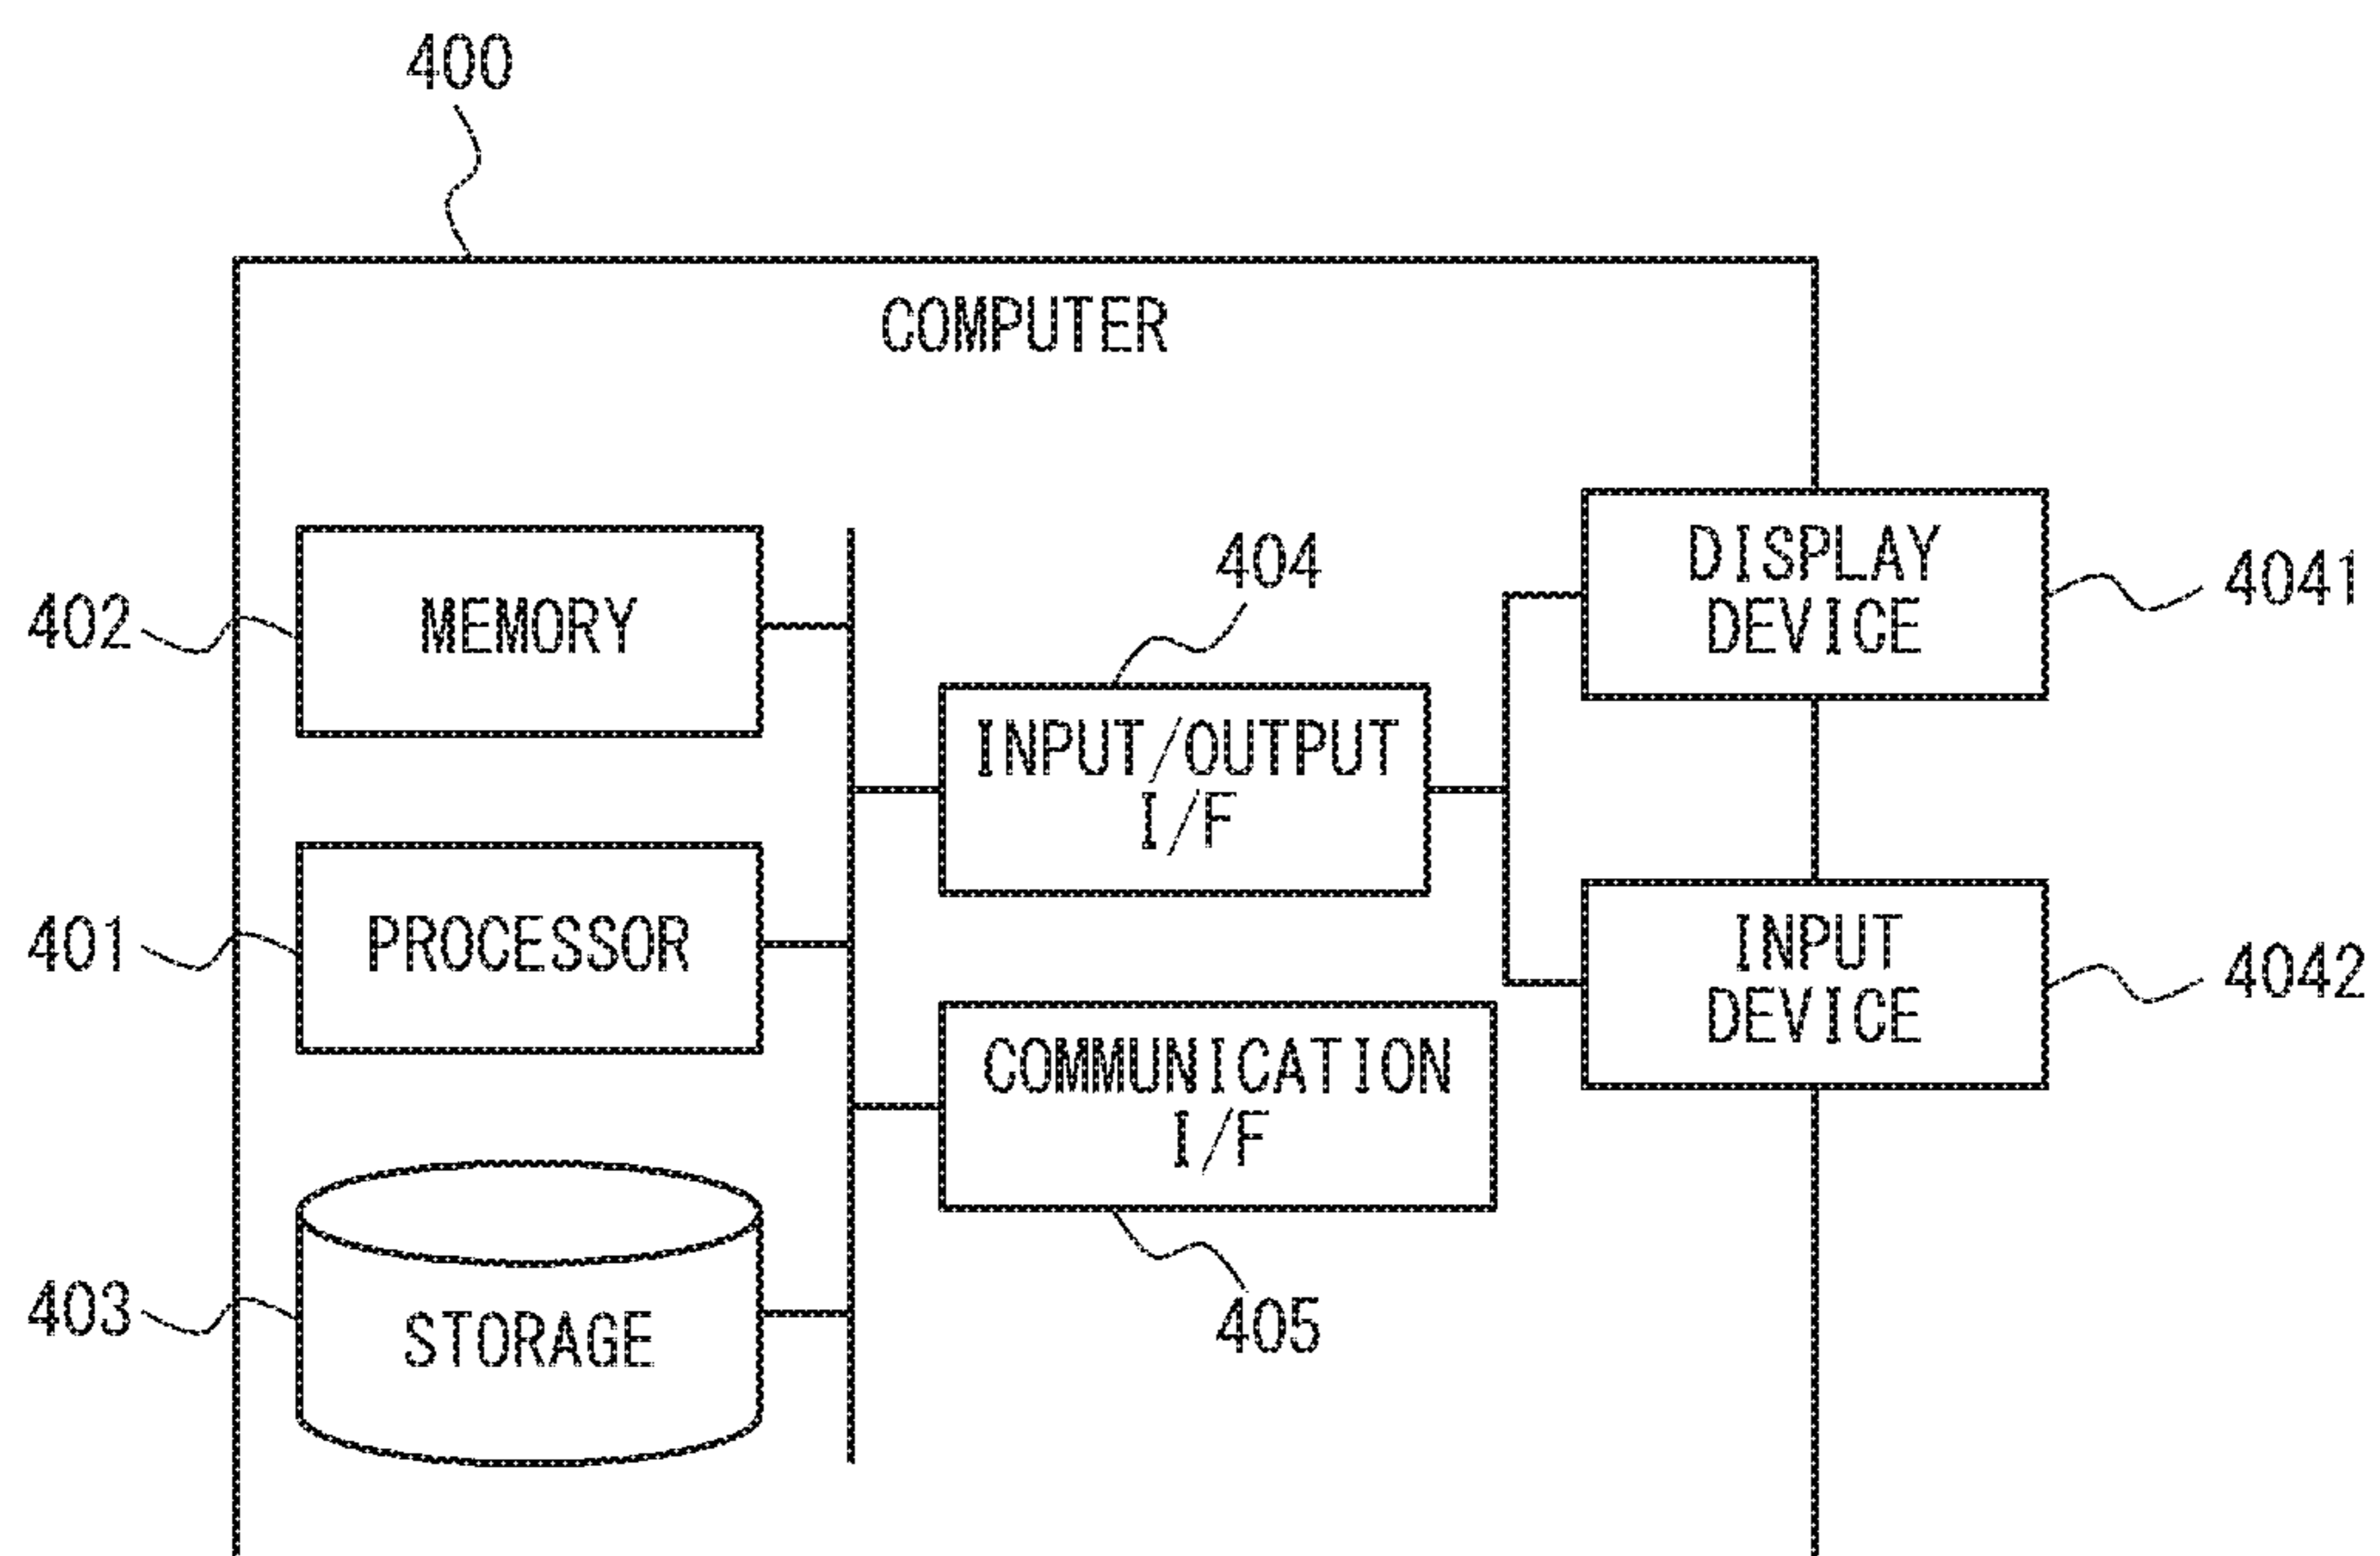 400
COMPUTER
402
MEMORY
404
DISPLAY
DEVICE
4041
INPUT/OUTPUT
I/F
401
PROCESSOR
INPUT
DEVICE
4042
COMMUNICATION
I/F
403
STORAGE
405